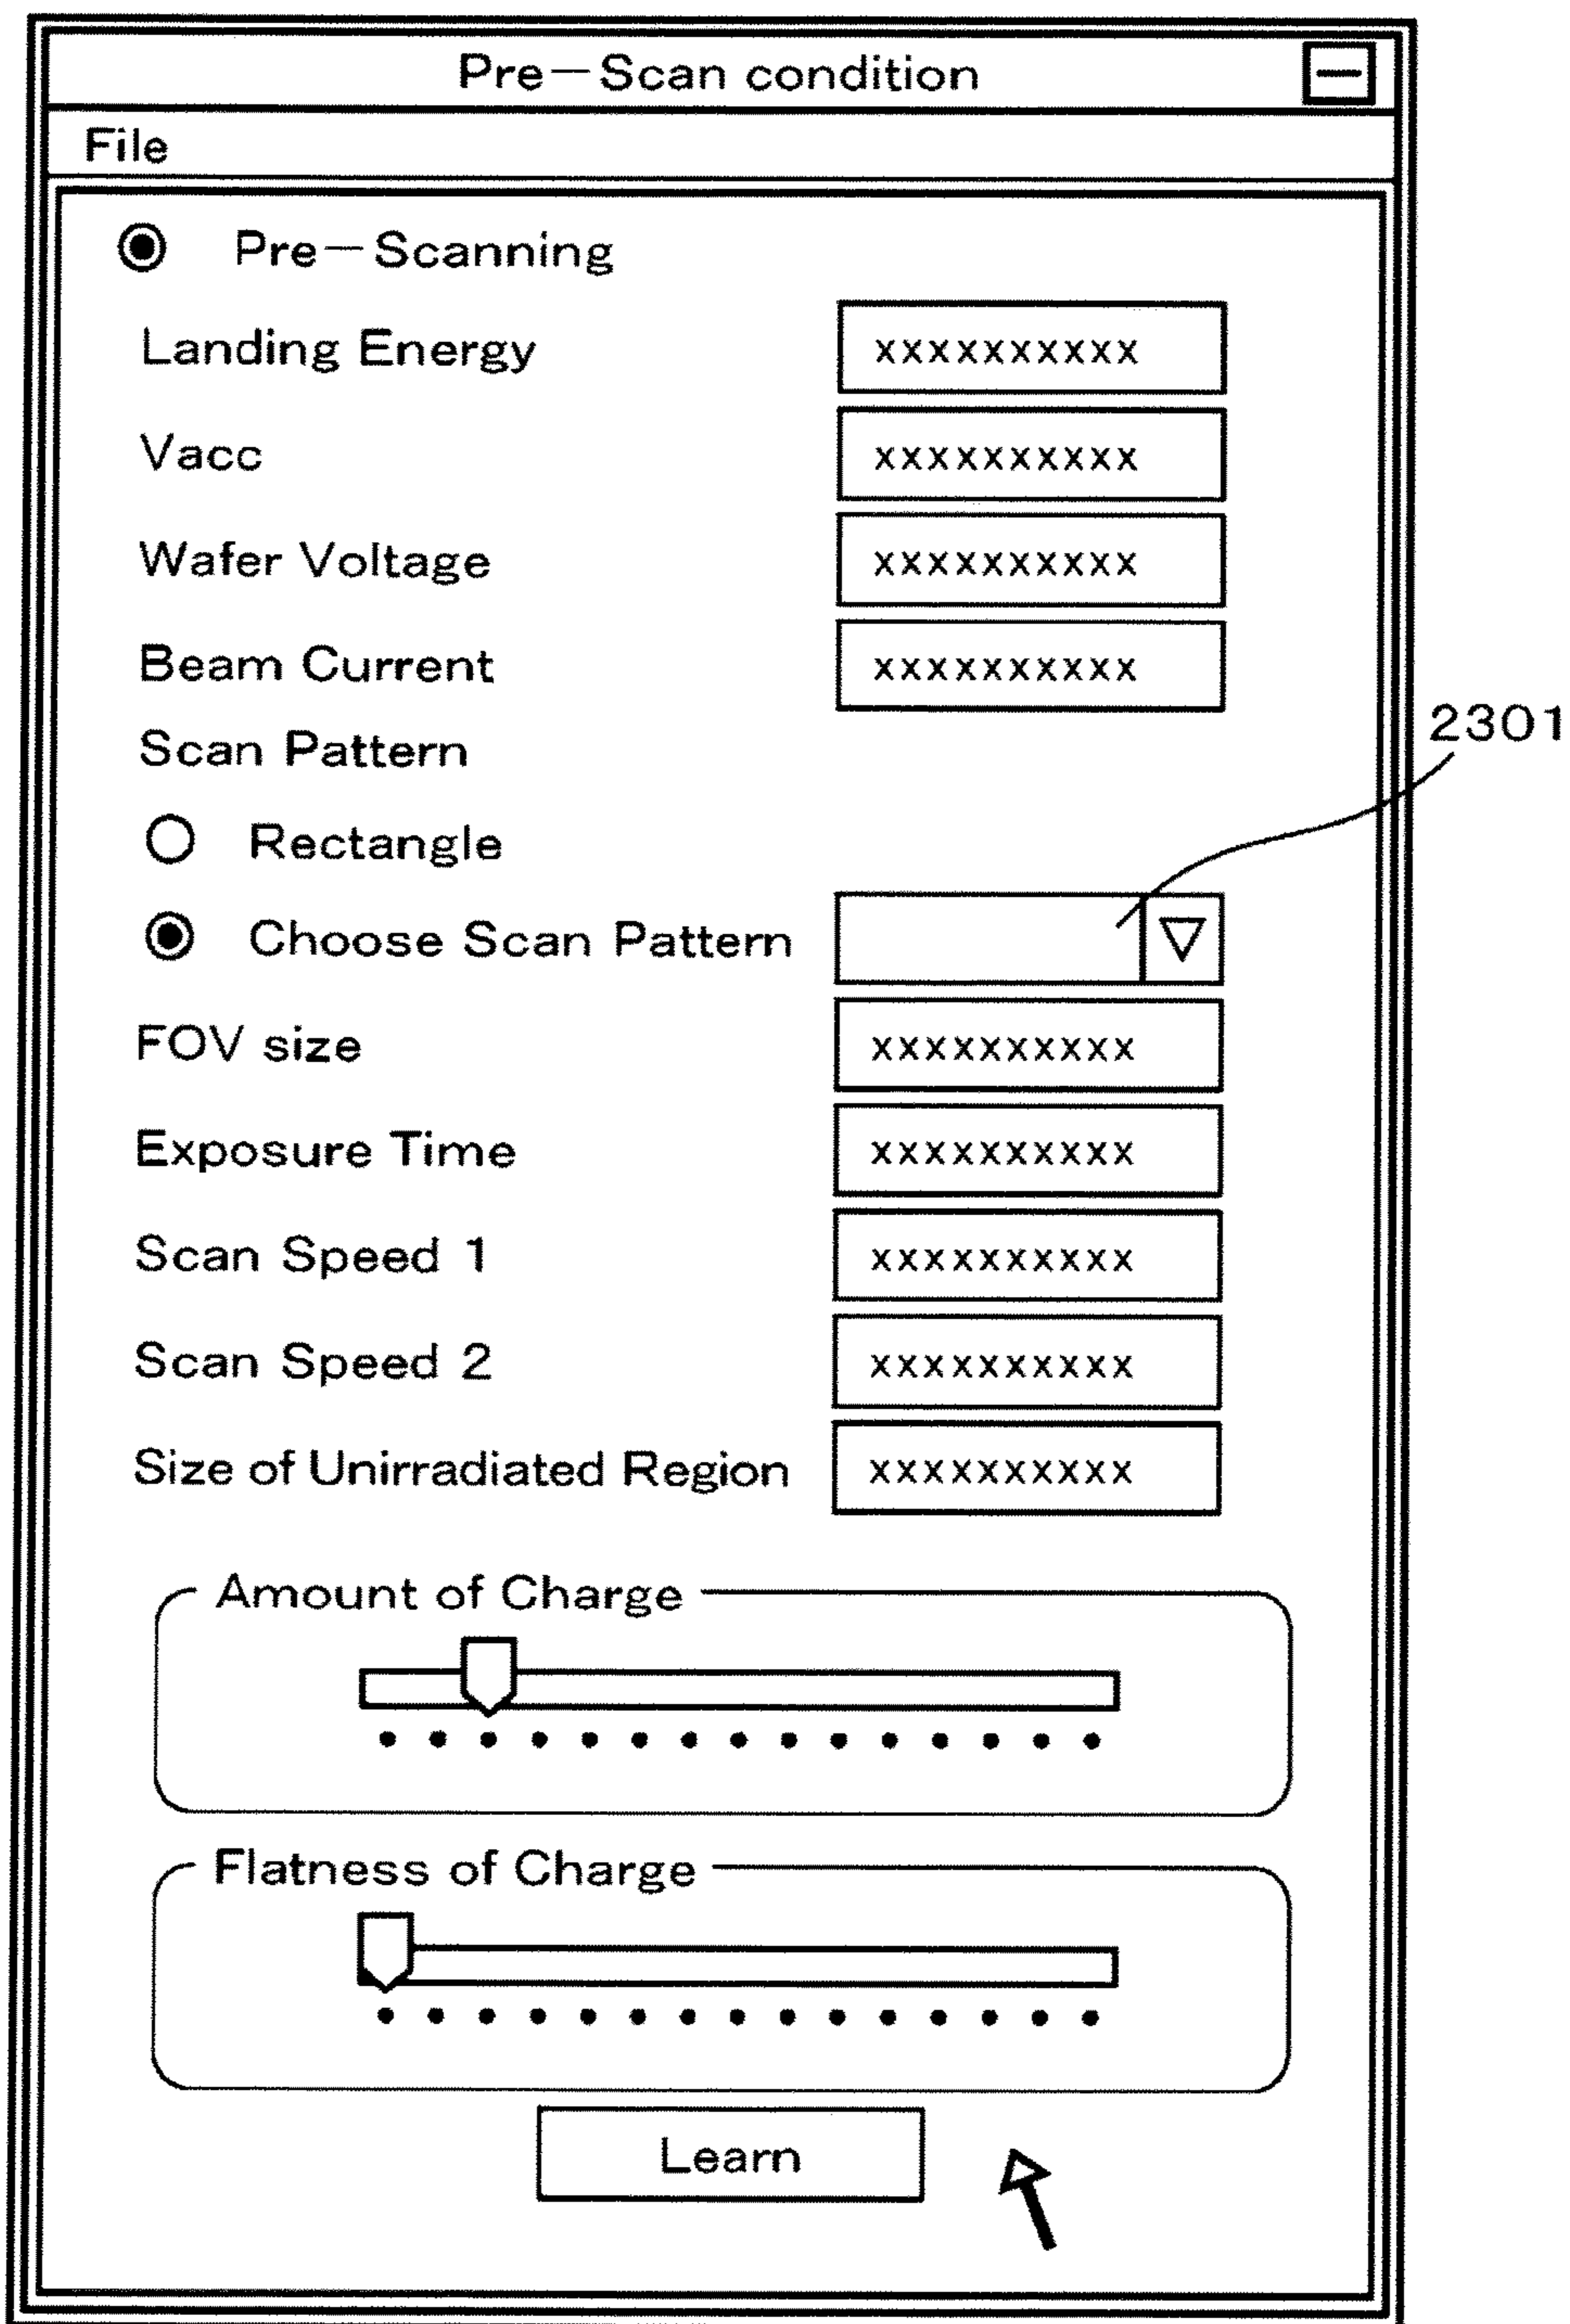 Pre-Scan condition
File
Pre-Scanning
Landing Energy xxxxxxxxxx
Vacc xxxxxxxxxx
Wafer Voltage xxxxxxxxxx
Beam Current xxxxxxxxxx
Scan Pattern
2301
Rectangle
Choose Scan Pattern
FOV size xxxxxxxxxx
Exposure Time xxxxxxxxxx
Scan Speed 1 xxxxxxxxxx
Scan Speed 2 xxxxxxxxxx
Size of Unirradiated Region xxxxxxxxxx
Amount of Charge
Flatness of Charge
Learn